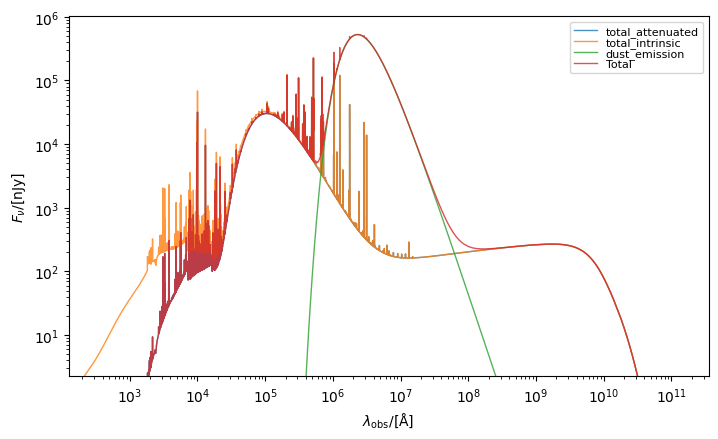 total_attenuated
total_intrinsic
dust_emission
Total
10⁶
10⁵
10⁴
10³
10²
10¹
F_ν/[nJy]
10³ 10⁴ 10⁵ 10⁶ 10⁷ 10⁸ 10⁹ 10¹⁰ 10¹¹
λ_obs/[Å]